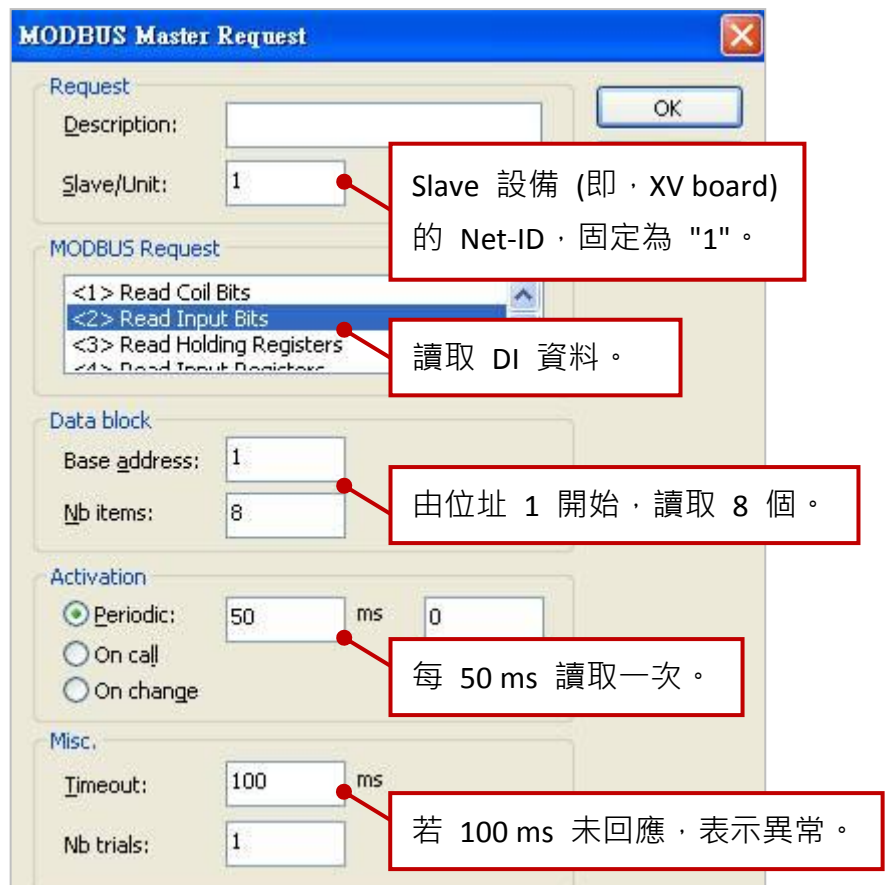 MODBUS Master Request
Request
OK
Description:
Slave/Unit:
1
Slave 設備 (即，XV board)
的 Net-ID，固定為 "1"。
MODBUS Request
<1> Read Coil Bits
<2> Read Input Bits
<3> Read Holding Registers
<4> Read Input Registers
讀取 DI 資料。
Data block
Base address:
1
Nb items:
8
由位址 1 開始，讀取 8 個。
Activation
Periodic:
50
ms
0
On call
On change
每 50 ms 讀取一次。
Misc.
Timeout:
100
ms
Nb trials:
1
若 100 ms 未回應，表示異常。